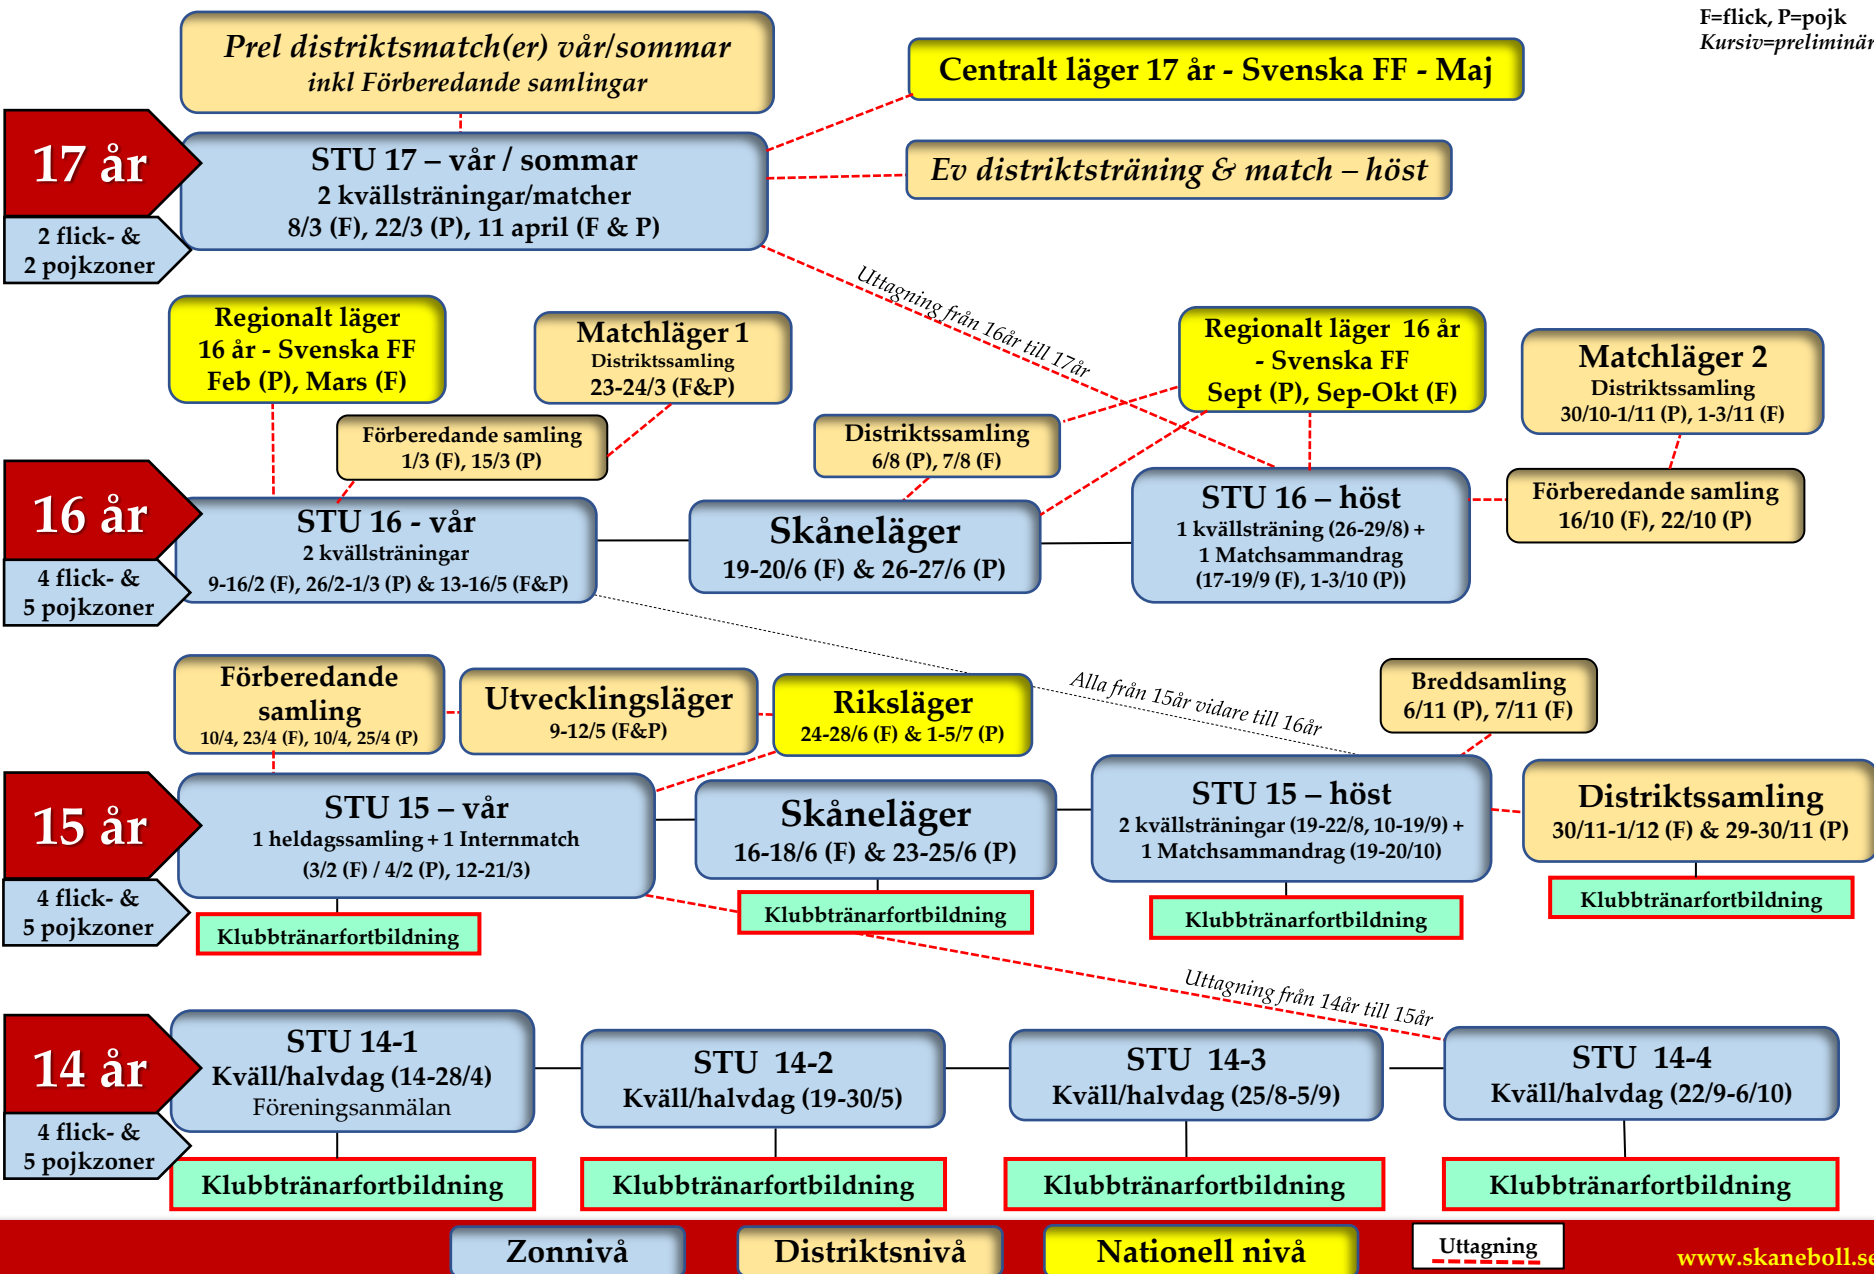 F=flick, P=pojk
Kursiv=preliminär
Prel distriktsmatch(er) vår/sommar
inkl Förberedande samlingar
Centralt läger 17 år - Svenska FF - Maj
17 år
2 flick- &
2 pojkzoner
STU 17 – vår / sommar
2 kvällsträningar/matcher
8/3 (F), 22/3 (P), 11 april (F & P)
Ev distriktsträning & match – höst
Uttagning från 16år till 17år
Regionalt läger
16 år - Svenska FF
Feb (P), Mars (F)
Matchläger 1
Distriktssamling
23-24/3 (F&P)
Förberedande samling
1/3 (F), 15/3 (P)
Distriktssamling
6/8 (P), 7/8 (F)
Regionalt läger 16 år
- Svenska FF
Sept (P), Sep-Okt (F)
Matchläger 2
Distriktssamling
30/10-1/11 (P), 1-3/11 (F)
Förberedande samling
16/10 (F), 22/10 (P)
16 år
4 flick- &
5 pojkzoner
STU 16 - vår
2 kvällsträningar
9-16/2 (F), 26/2-1/3 (P) & 13-16/5 (F&P)
Skåneläger
19-20/6 (F) & 26-27/6 (P)
STU 16 – höst
1 kvällsträning (26-29/8) +
1 Matchsammandrag
(17-19/9 (F), 1-3/10 (P))
Alla från 15år vidare till 16år
Förberedande
samling
10/4, 23/4 (F), 10/4, 25/4 (P)
Utvecklingsläger
9-12/5 (F&P)
Riksläger
24-28/6 (F) & 1-5/7 (P)
Breddsamling
6/11 (P), 7/11 (F)
15 år
4 flick- &
5 pojkzoner
STU 15 – vår
1 heldagssamling + 1 Internmatch
(3/2 (F) / 4/2 (P), 12-21/3)
Klubbtränarfortbildning
Skåneläger
16-18/6 (F) & 23-25/6 (P)
Klubbtränarfortbildning
STU 15 – höst
2 kvällsträningar (19-22/8, 10-19/9) +
1 Matchsammandrag (19-20/10)
Klubbtränarfortbildning
Distriktssamling
30/11-1/12 (F) & 29-30/11 (P)
Klubbtränarfortbildning
Uttagning från 14år till 15år
14 år
4 flick- &
5 pojkzoner
STU 14-1
Kväll/halvdag (14-28/4)
Föreningsanmälan
Klubbtränarfortbildning
STU 14-2
Kväll/halvdag (19-30/5)
Klubbtränarfortbildning
STU 14-3
Kväll/halvdag (25/8-5/9)
Klubbtränarfortbildning
STU 14-4
Kväll/halvdag (22/9-6/10)
Klubbtränarfortbildning
Zonnivå
Distriktsnivå
Nationell nivå
Uttagning
www.skaneboll.se